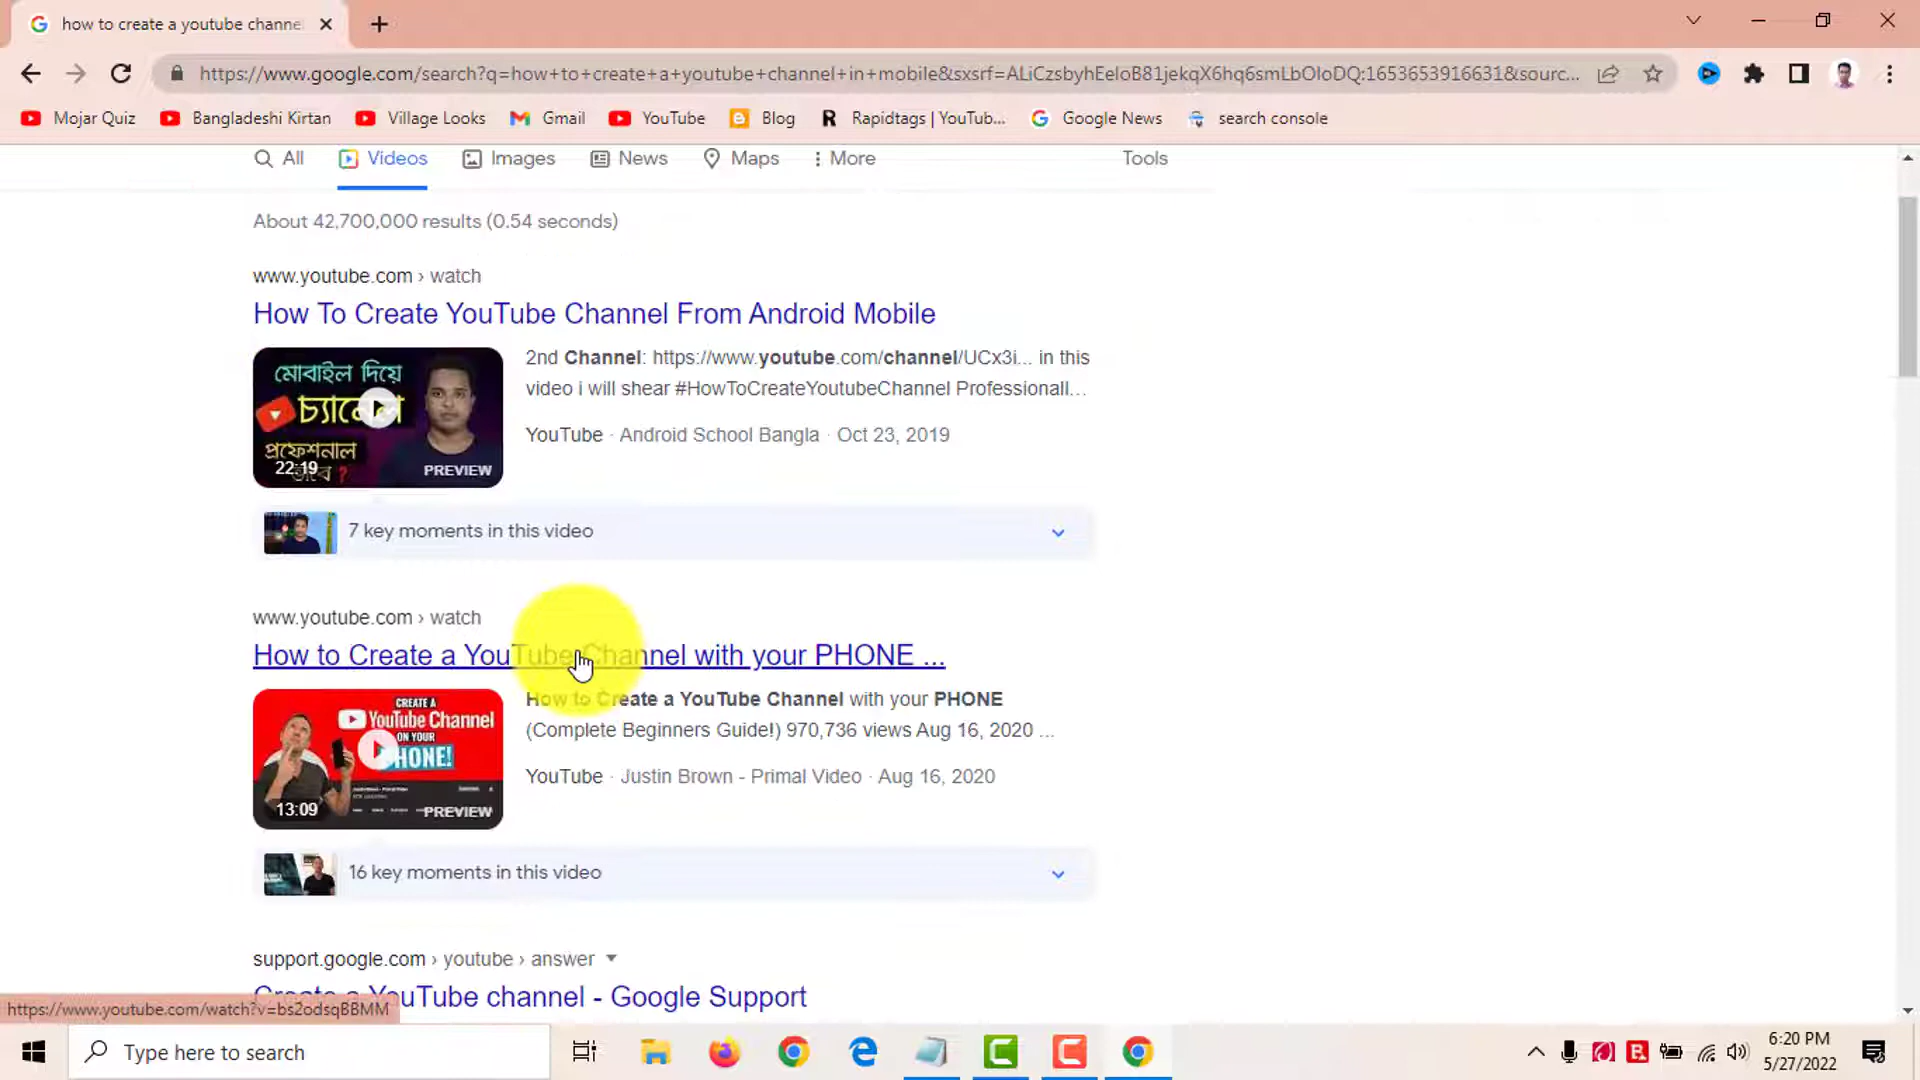 how to create a youtube channe
https://www.google.com/search?q=how+to+create+a+youtube+channel+in+mobile&sxsrf=ALiCzsbyhEeIoB81jekqX6hq6smLbOIoDQ:1653653916631&sourc...
Mojar Quiz
Bangladeshi Kirtan
Village Looks
Gmail
YouTube
Blog
Rapidtags | YouTub...
Google News
search console
All
Videos
Images
News
Maps
More
Tools
About 42,700,000 results (0.54 seconds)
www.youtube.com › watch
How To Create YouTube Channel From Android Mobile
মোবাইল দিয়ে
প্রফেশনাল
ভাবে ?
22:19
PREVIEW
2nd Channel: https://www.youtube.com/channel/UCx3i... in this
video i will shear #HowToCreateYoutubeChannel Professionall...
YouTube · Android School Bangla · Oct 23, 2019
7 key moments in this video
www.youtube.com › watch
How to Create a YouTube Channel with your PHONE ...
CREATE A
YouTube Channel
ON YOUR
PHONE!
13:09
PREVIEW
How to Create a YouTube Channel with your PHONE
(Complete Beginners Guide!) 970,736 views Aug 16, 2020 ...
YouTube · Justin Brown - Primal Video · Aug 16, 2020
16 key moments in this video
support.google.com › youtube › answer
Create a YouTube channel - Google Support
https://www.youtube.com/watch?v=bs2odsqBBMM
Type here to search
6:20 PM
5/27/2022